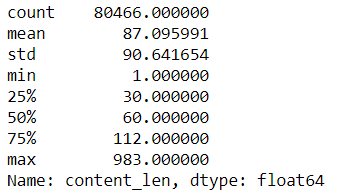 count    80466.000000
mean        87.095991
std         90.641654
min          1.000000
25%         30.000000
50%         60.000000
75%        112.000000
max        983.000000
Name: content_len, dtype: float64